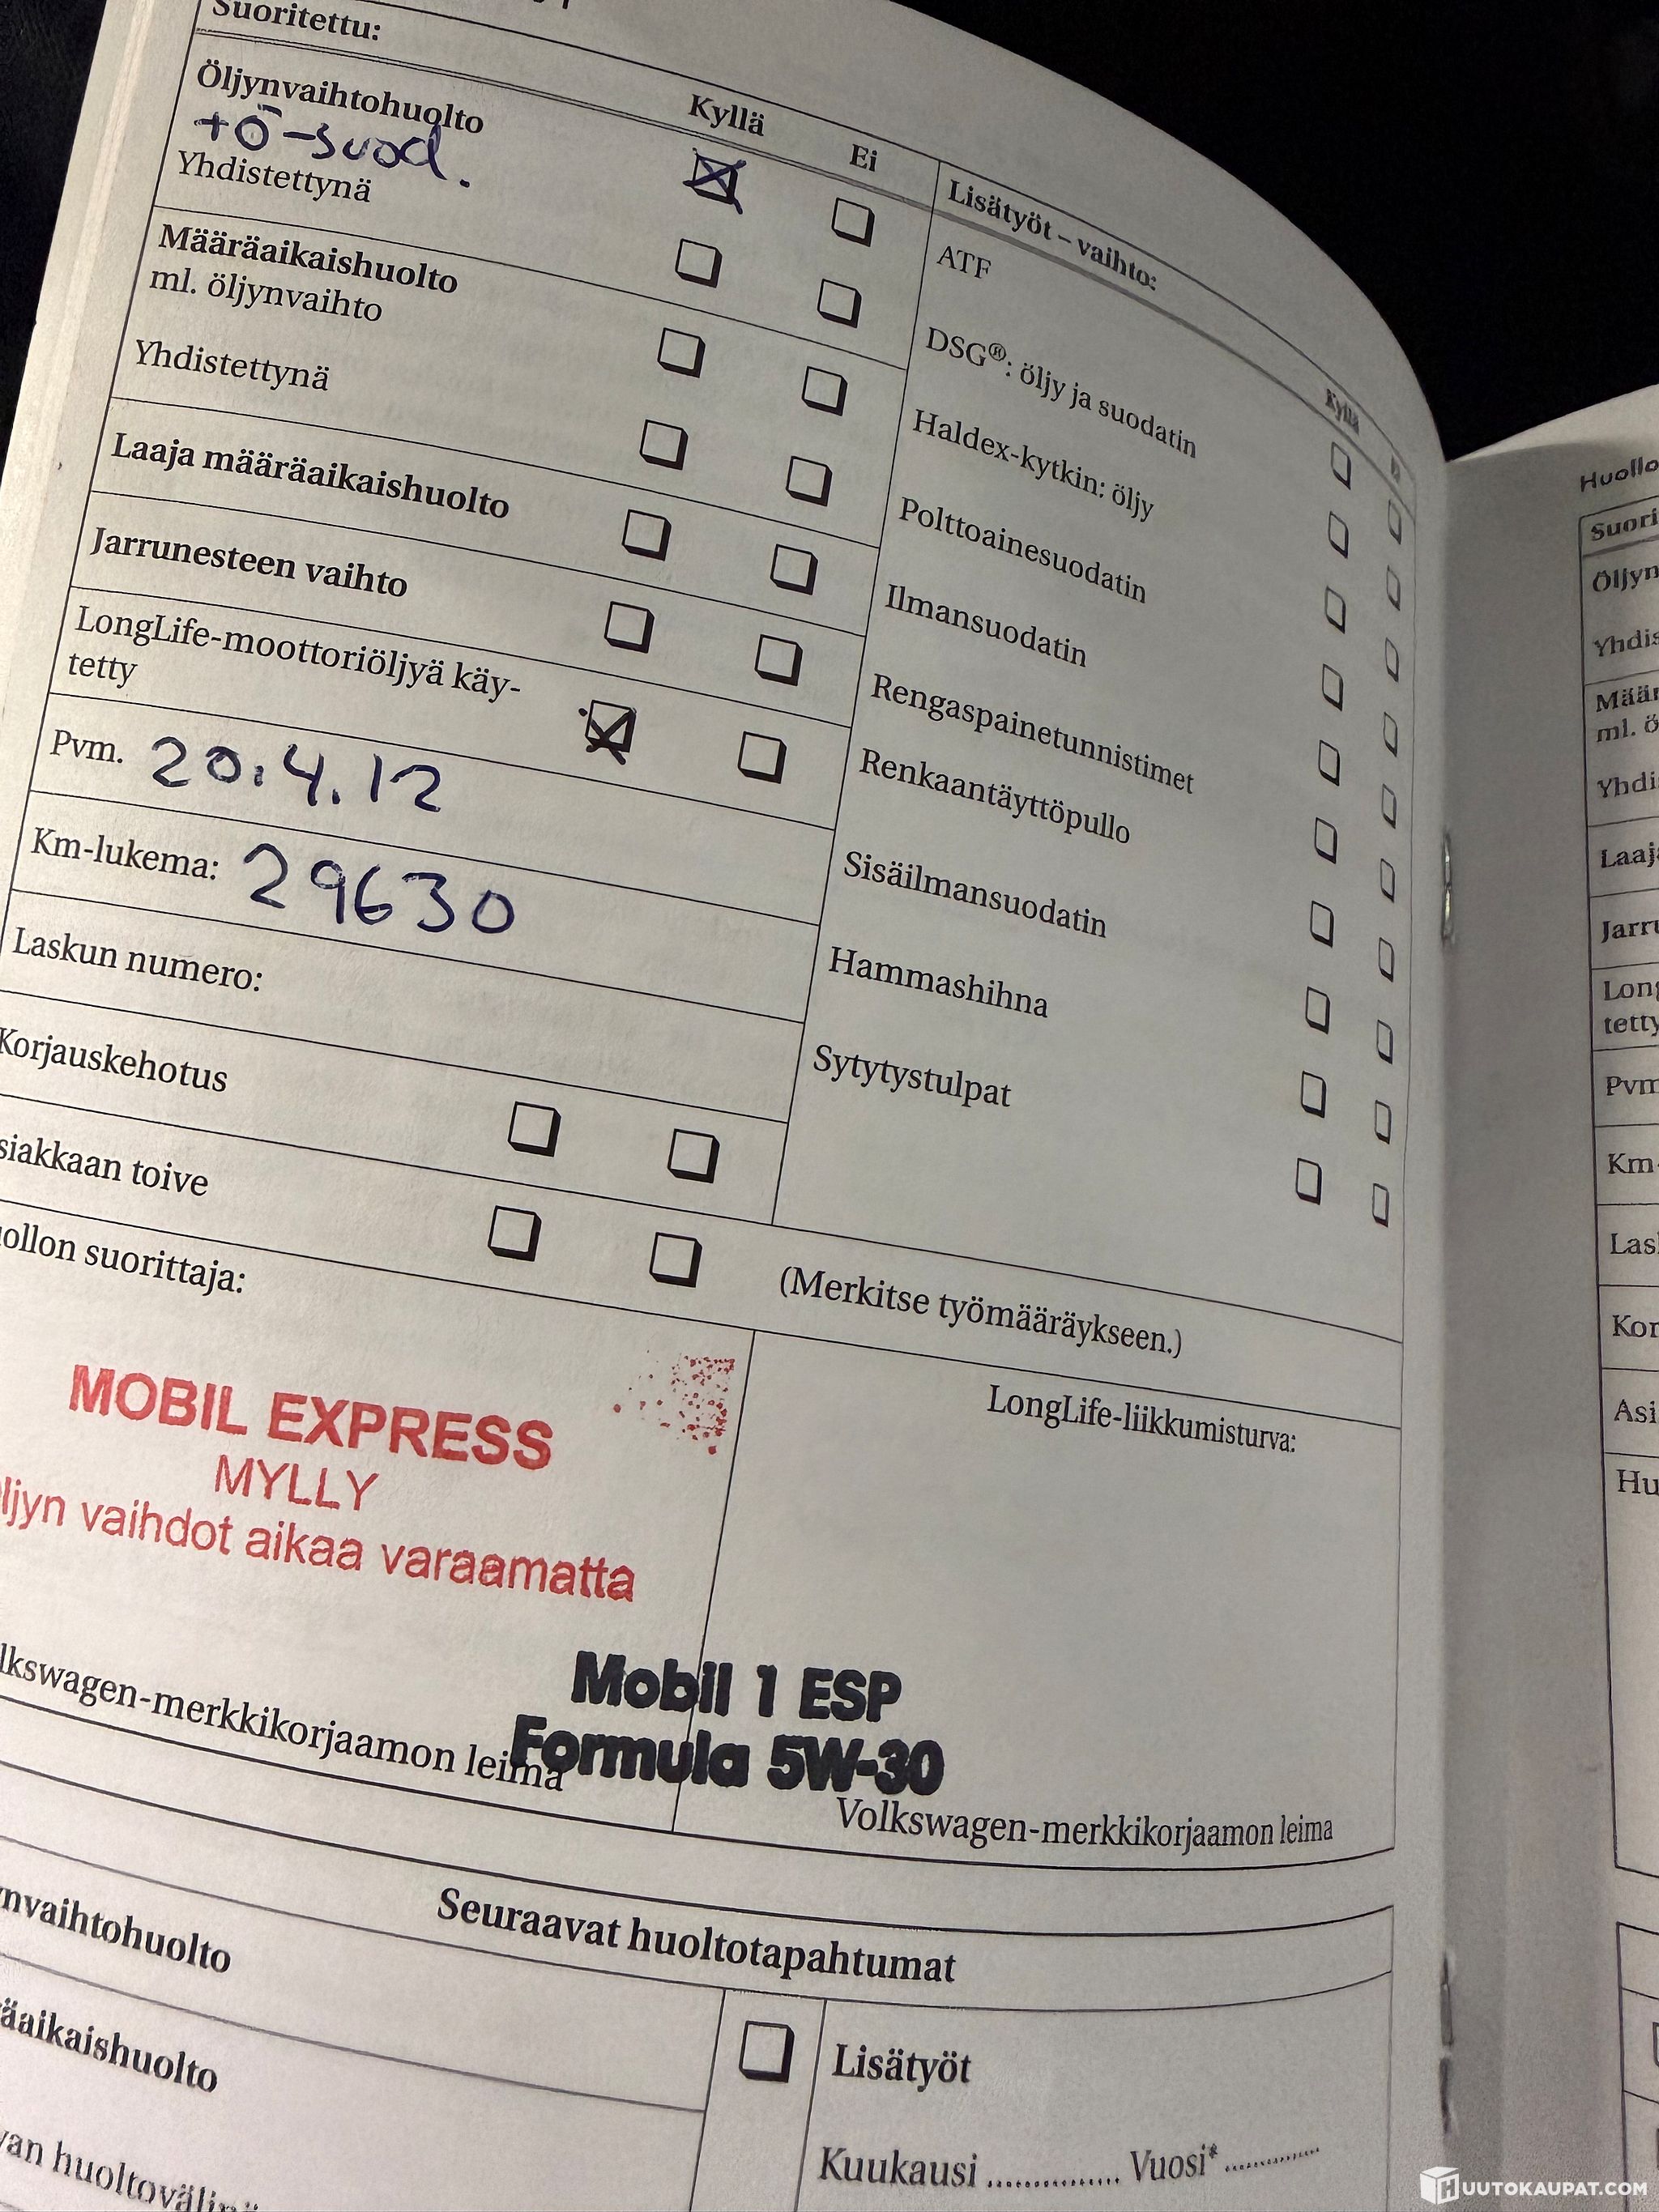 Suoritettu:
Kyllä
Ei
Öljynvaihtohuolto
+ö-suod.
Yhdistettynä
Määräaikaishuolto
ml. öljynvaihto
Yhdistettynä
Laaja määräaikaishuolto
Jarrunesteen vaihto
LongLife-moottoriöljyä käy-
tetty
Pvm. 20.4.12
Km-lukema: 29630
Laskun numero:
Korjauskehotus
siakkaan toive
(Merkitse työmääräykseen.)
Lisätyöt – vaihto:
Kyllä
ATF
DSG®: öljy ja suodatin
Haldex-kytkin: öljy
Polttoainesuodatin
Ilmansuodatin
Rengaspainetunnistimet
Renkaantäyttöpullo
Sisäilmansuodatin
Hammashihna
Sytytystulpat
ollon suorittaja:
MOBIL EXPRESS
MYLLY
ljyn vaihdot aikaa varaamatta
lkswagen-merkkikorjaamon leima
LongLife-liikkumisturva:
Mobil 1 ESP
Formula 5W-30
Volkswagen-merkkikorjaamon leima
Seuraavat huoltotapahtumat
nvaihtohuolto
äaikaishuolto
van huoltoväli
Lisätyöt
Kuukausi ............... Vuosi* ............
Huollo
Suori
Öljyn
Yhdis
Määr
ml. ö
Yhdi
Laaja
Jarru
Long
tetty
Pvm
Km-
Las
Kor
Asi
Hu
HUUTOKAUPAT.COM